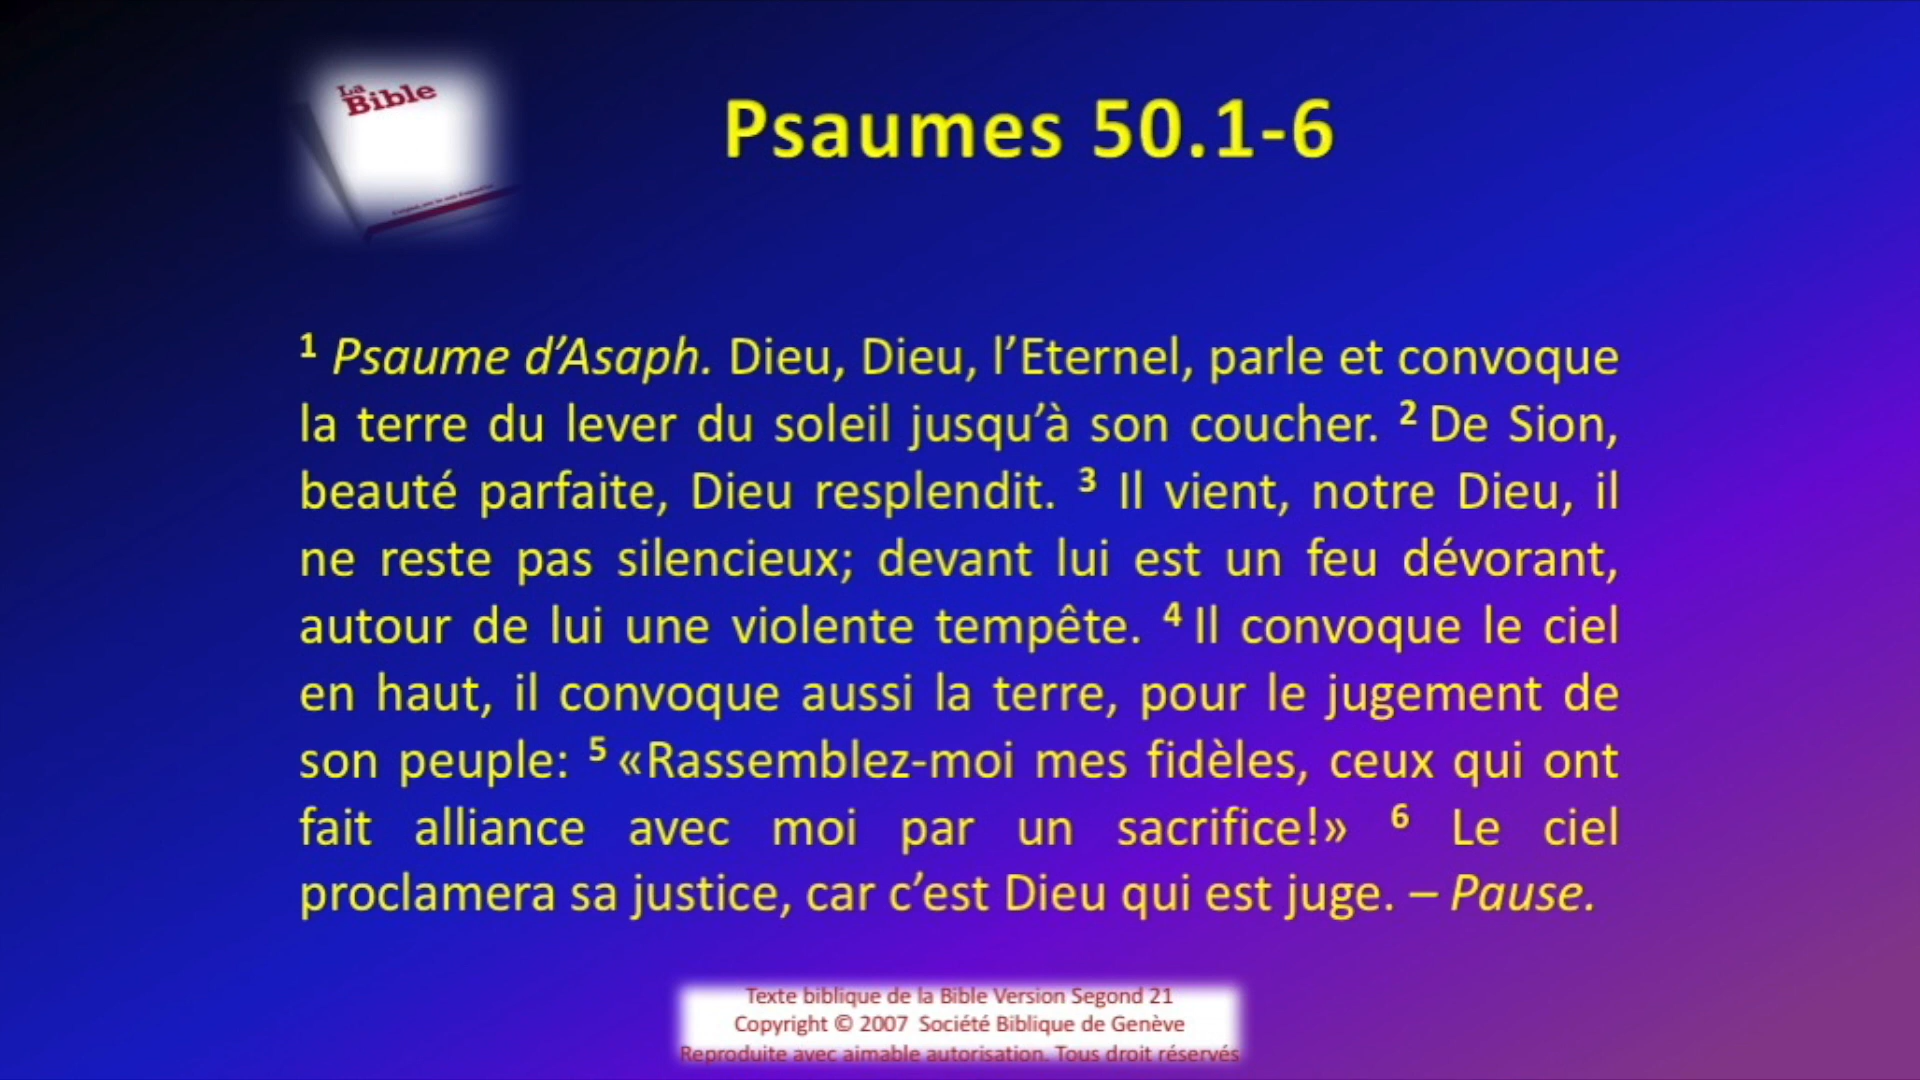 La
Bible
Psaumes 50.1-6
1 Psaume d’Asaph. Dieu, Dieu, l’Eternel, parle et convoque
la terre du lever du soleil jusqu’à son coucher. 2 De Sion,
beauté parfaite, Dieu resplendit. 3 Il vient, notre Dieu, il
ne reste pas silencieux; devant lui est un feu dévorant,
autour de lui une violente tempête. 4 Il convoque le ciel
en haut, il convoque aussi la terre, pour le jugement de
son peuple: 5 «Rassemblez-moi mes fidèles, ceux qui ont
fait alliance avec moi par un sacrifice!» 6 Le ciel
proclamera sa justice, car c’est Dieu qui est juge. – Pause.
Texte biblique de la Bible Version Segond 21
Copyright © 2007 Société Biblique de Genève
Reproduite avec aimable autorisation. Tous droit réservés